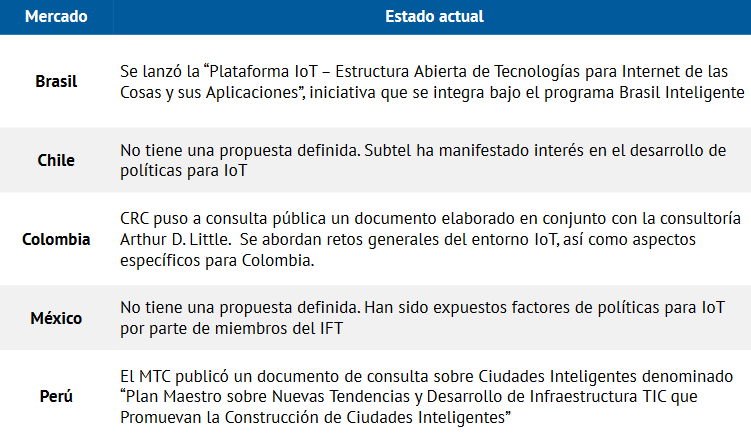 Mercado Estado actual
Brasil
Se lanzó la “Plataforma IoT – Estructura Abierta de Tecnologías para Internet de las
Cosas y sus Aplicaciones”, iniciativa que se integra bajo el programa Brasil Inteligente
Chile
No tiene una propuesta definida. Subtel ha manifestado interés en el desarrollo de
políticas para IoT
Colombia
CRC puso a consulta pública un documento elaborado en conjunto con la consultoría
Arthur D. Little. Se abordan retos generales del entorno IoT, así como aspectos
específicos para Colombia.
México
No tiene una propuesta definida. Han sido expuestos factores de políticas para IoT
por parte de miembros del IFT
Perú
El MTC publicó un documento de consulta sobre Ciudades Inteligentes denominado
“Plan Maestro sobre Nuevas Tendencias y Desarrollo de Infraestructura TIC que
Promuevan la Construcción de Ciudades Inteligentes”